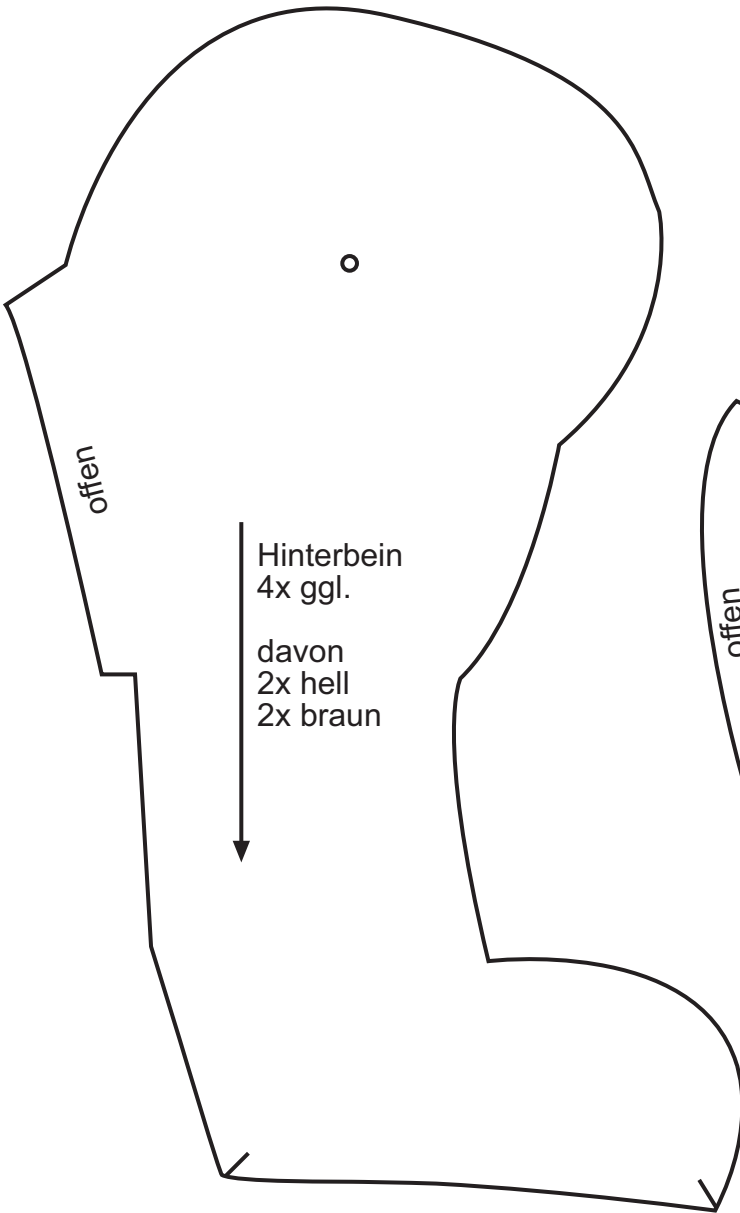 offen
Hinterbein
4x ggl.
davon
2x hell
2x braun
offen